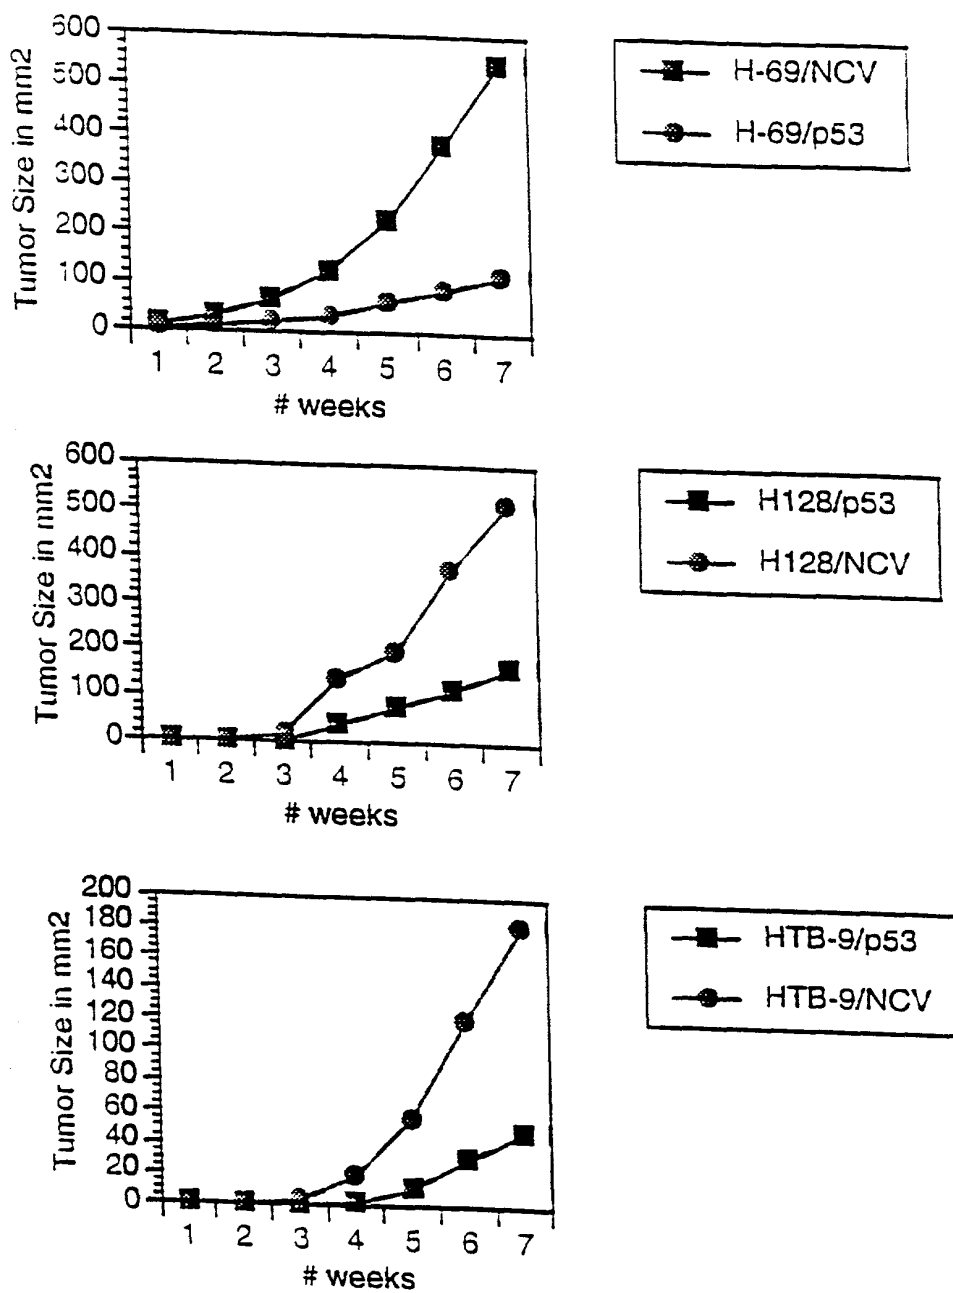 600
500
400
300
200
100
0
Tumor Size in mm2
1 2 3 4 5 6 7
# weeks
H-69/NCV
H-69/p53
600
500
400
300
200
100
0
Tumor Size in mm2
1 2 3 4 5 6 7
# weeks
H128/p53
H128/NCV
200
180
160
140
120
100
80
60
40
20
0
Tumor Size in mm2
1 2 3 4 5 6 7
# weeks
HTB-9/p53
HTB-9/NCV